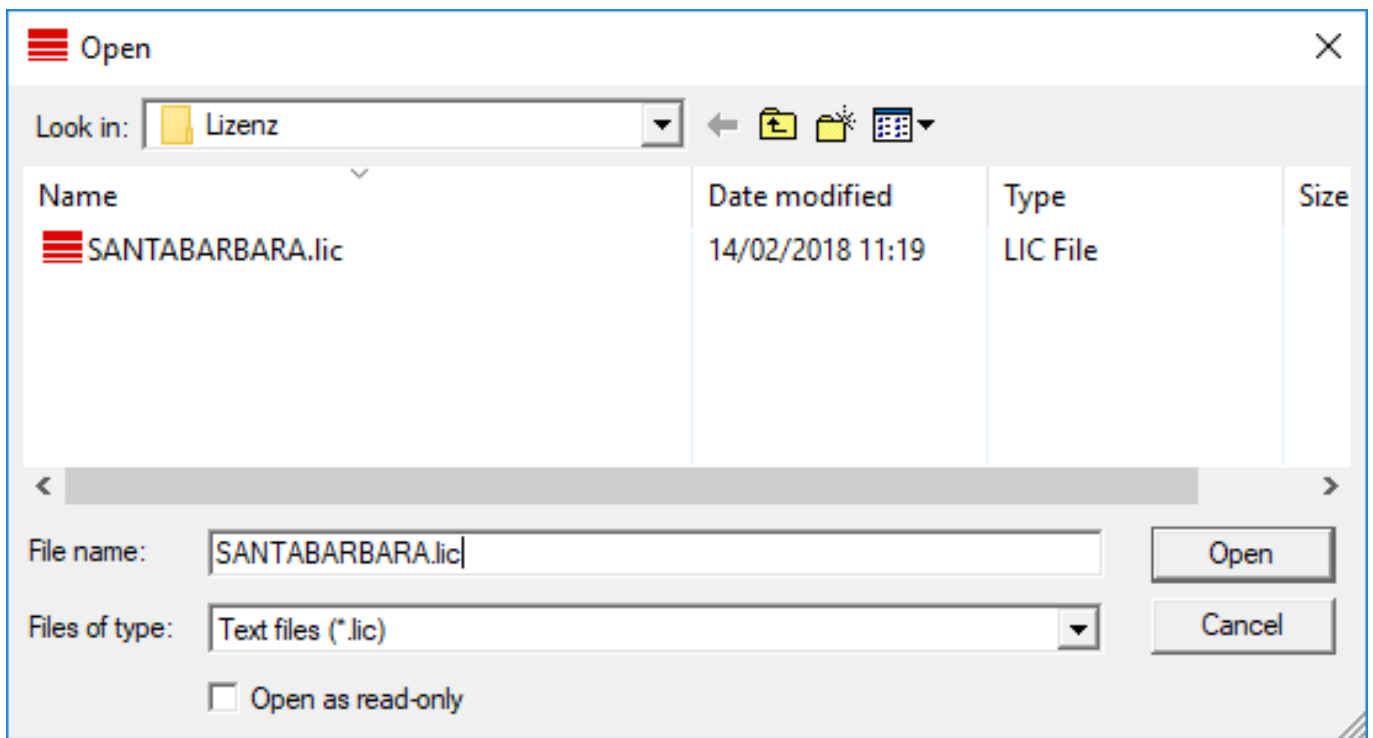 Open
Look in: Lizenz
Name Date modified Type Size
SANTABARBARA.lic 14/02/2018 11:19 LIC File
File name: SANTABARBARA.lic Open
Files of type: Text files (*.lic) Cancel
Open as read-only